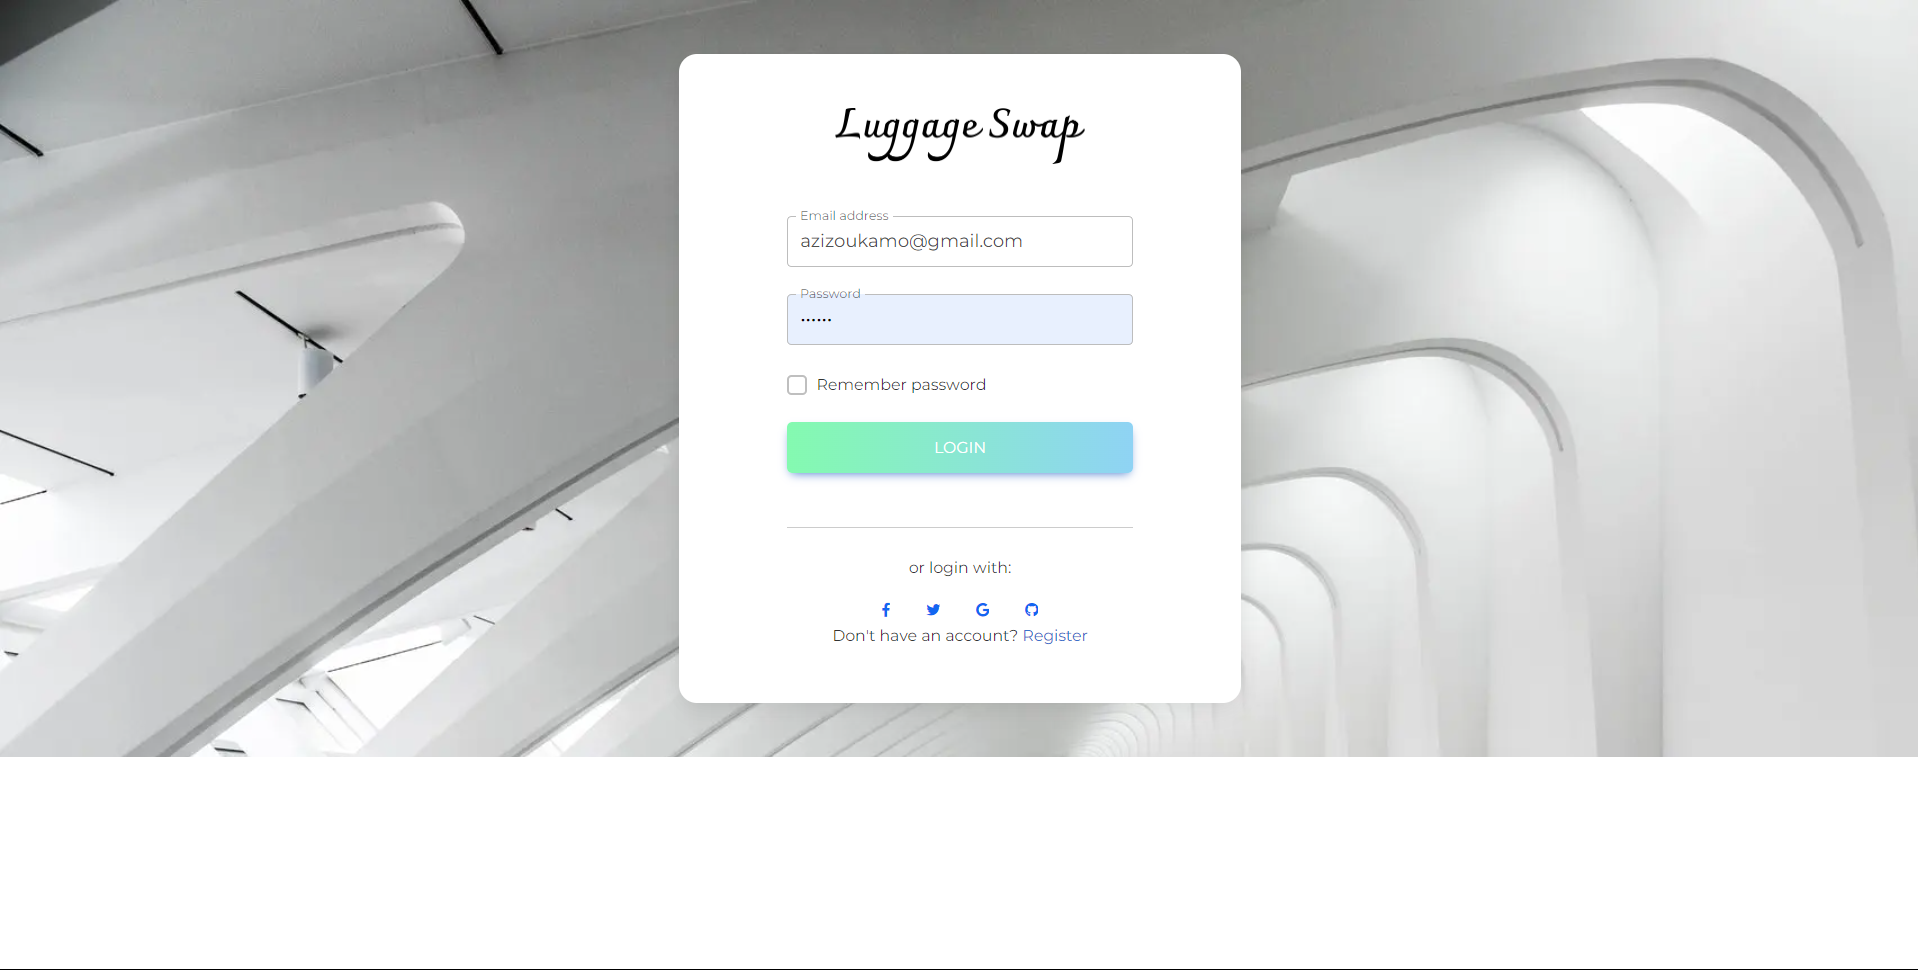 Luggage Swap
Email address
azizoukamo@gmail.com
Password
••••••
Remember password
LOGIN
or login with:
Don't have an account? Register